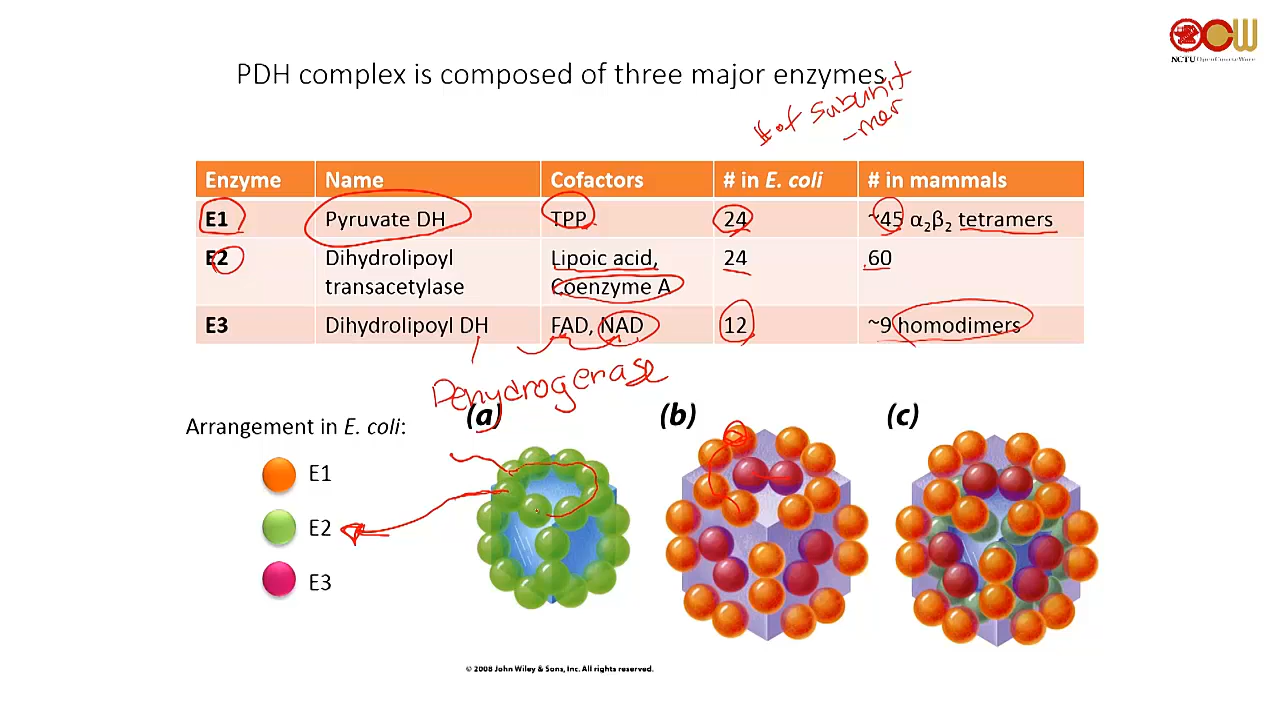 NCTU OpenCourseWare
PDH complex is composed of three major enzymes
# of subunit
-mer
Enzyme Name Cofactors # in E. coli # in mammals
E1 Pyruvate DH TPP 24 ~45 α₂β₂ tetramers
E2 Dihydrolipoyl transacetylase Lipoic acid, Coenzyme A 24 60
E3 Dihydrolipoyl DH FAD, NAD 12 ~9 homodimers
Dehydrogenase
Arrangement in E. coli:
E1
E2
E3
(a) (b) (c)
© 2008 John Wiley & Sons, Inc. All rights reserved.